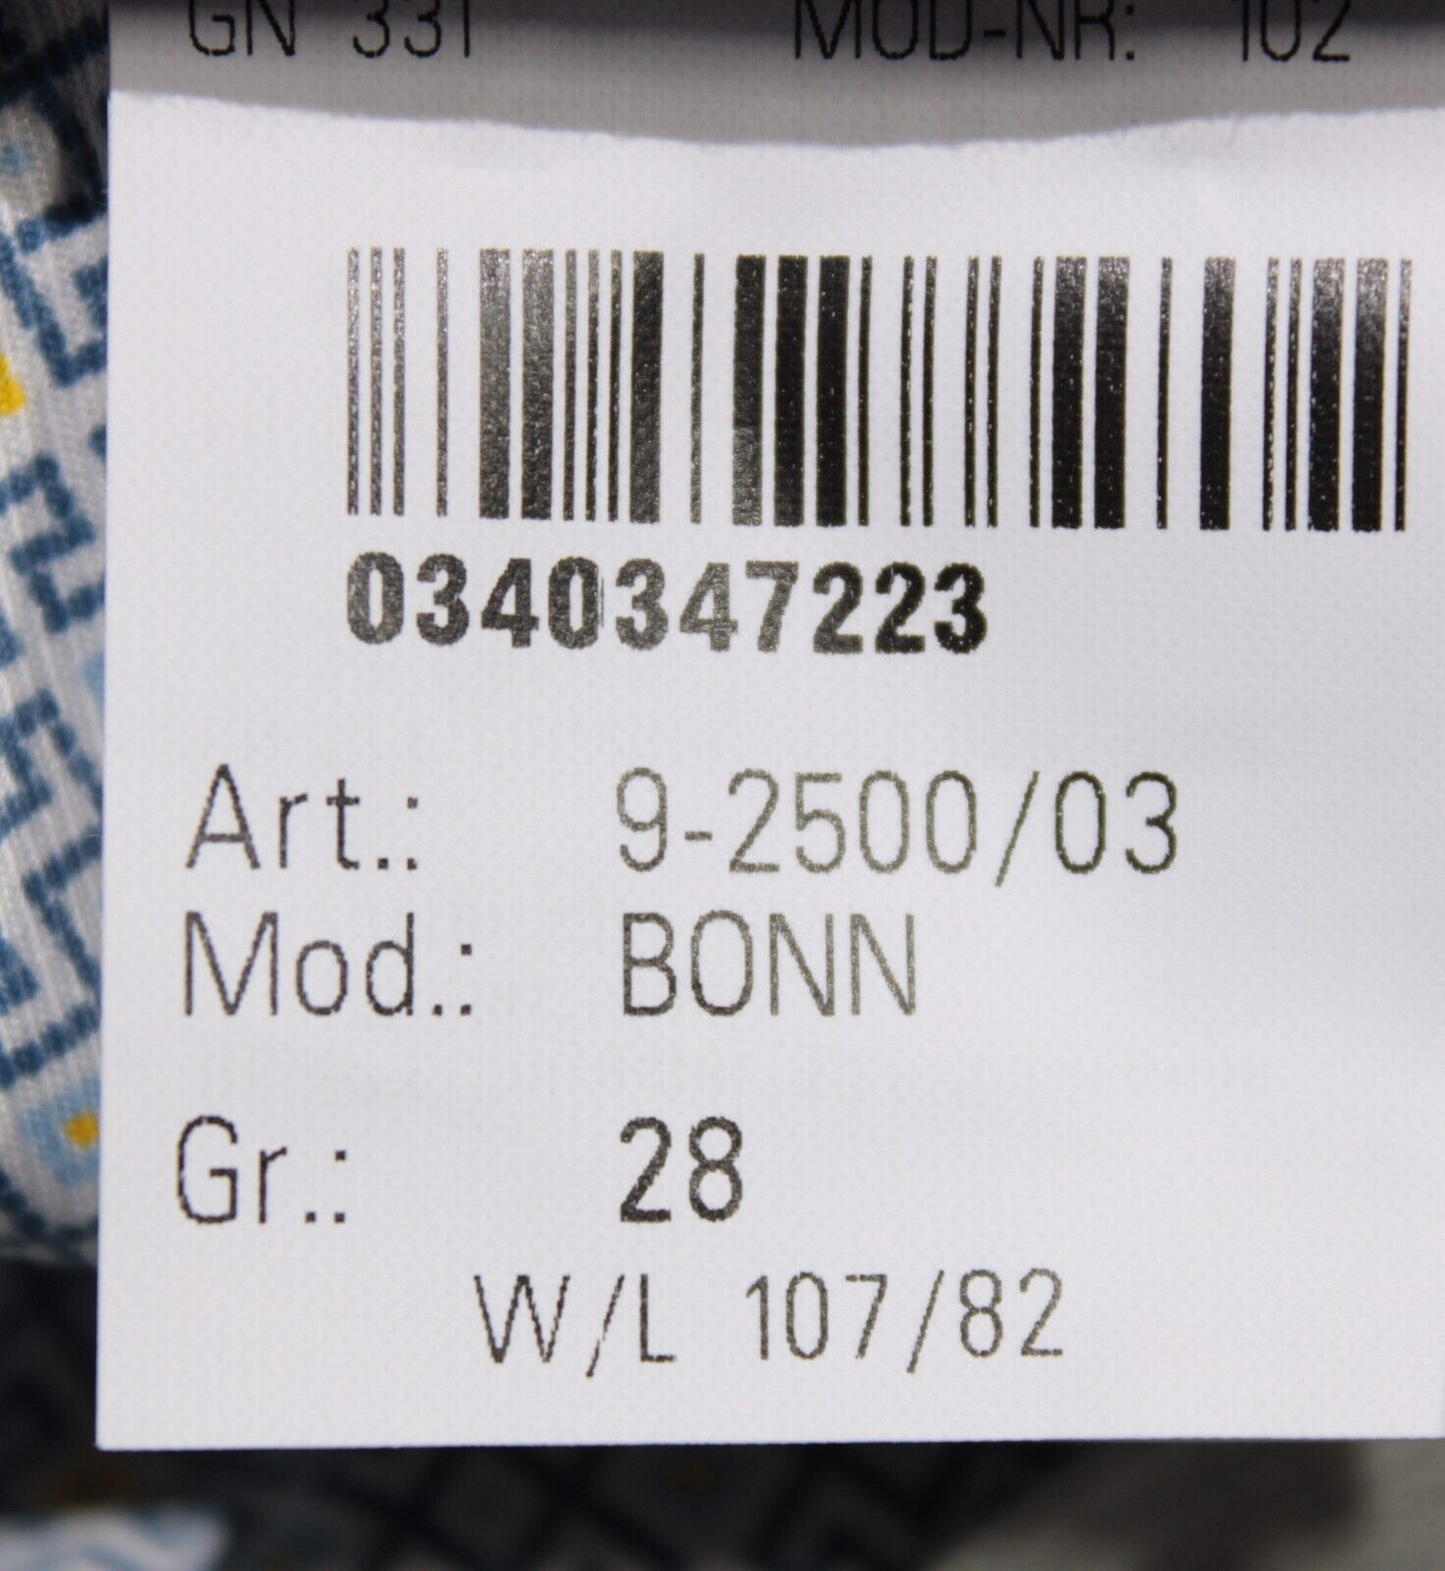 GN 331 MOD-NR: 102
0340347223
Art.: 9-2500/03
Mod.: BONN
Gr.: 28
W/L 107/82